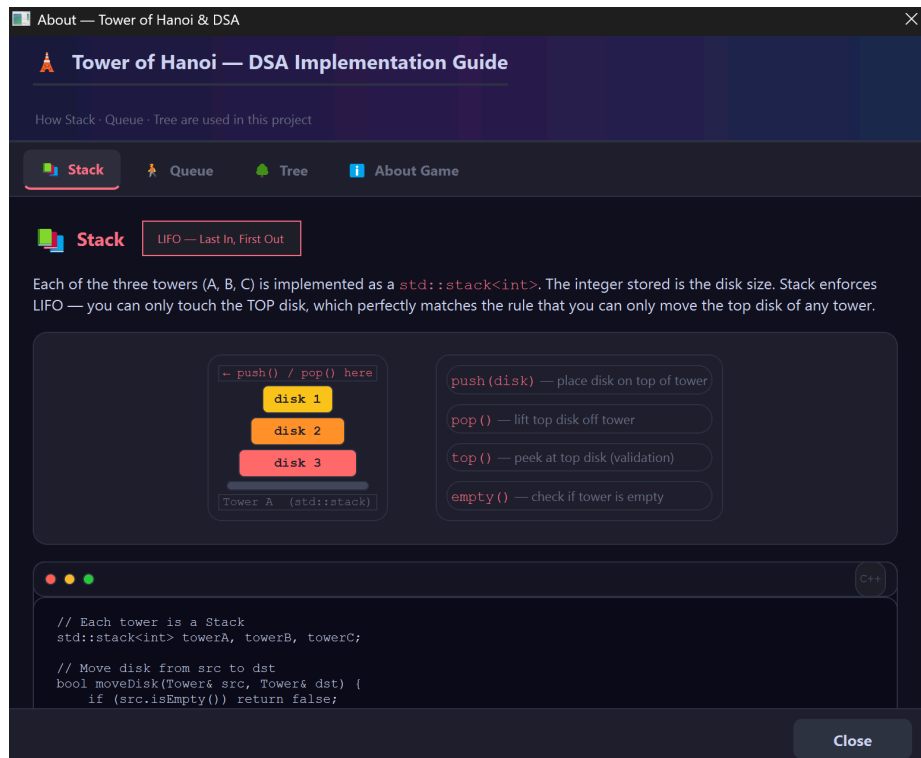 About — Tower of Hanoi & DSA
Tower of Hanoi — DSA Implementation Guide
How Stack · Queue · Tree are used in this project
Stack Queue Tree About Game
Stack LIFO — Last In, First Out
Each of the three towers (A, B, C) is implemented as a std::stack<int>. The integer stored is the disk size. Stack enforces
LIFO — you can only touch the TOP disk, which perfectly matches the rule that you can only move the top disk of any tower.
← push() / pop() here
disk 1
disk 2
disk 3
Tower A (std::stack)
push(disk) — place disk on top of tower
pop() — lift top disk off tower
top() — peek at top disk (validation)
empty() — check if tower is empty
C++
// Each tower is a Stack
std::stack<int> towerA, towerB, towerC;
// Move disk from src to dst
bool moveDisk(Tower& src, Tower& dst) {
if (src.isEmpty()) return false;
Close